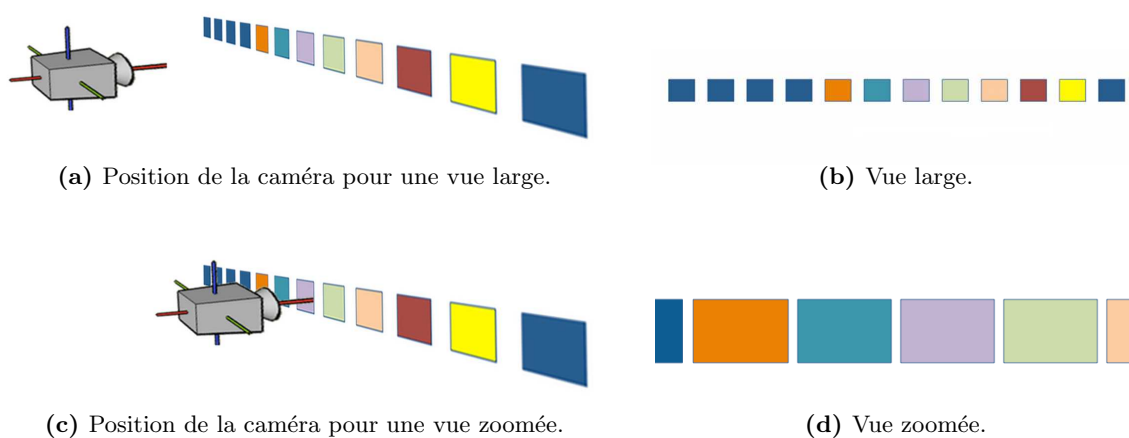 (a) Position de la caméra pour une vue large.
(b) Vue large.
(c) Position de la caméra pour une vue zoomée.
(d) Vue zoomée.